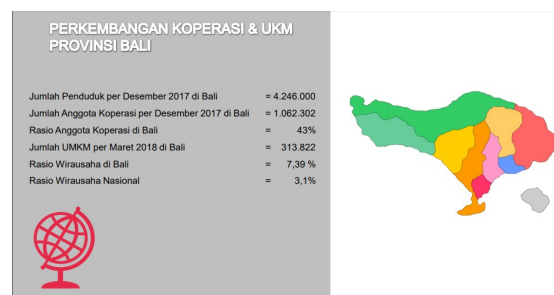 PERKEMBANGAN KOPERASI & UKM
PROVINSI BALI
Jumlah Penduduk per Desember 2017 di Bali = 4.246.000
Jumlah Anggota Koperasi per Desember 2017 di Bali = 1.062.302
Rasio Anggota Koperasi di Bali = 43%
Jumlah UMKM per Maret 2018 di Bali = 313.822
Rasio Wirausaha di Bali = 7,39 %
Rasio Wirausaha Nasional = 3,1%